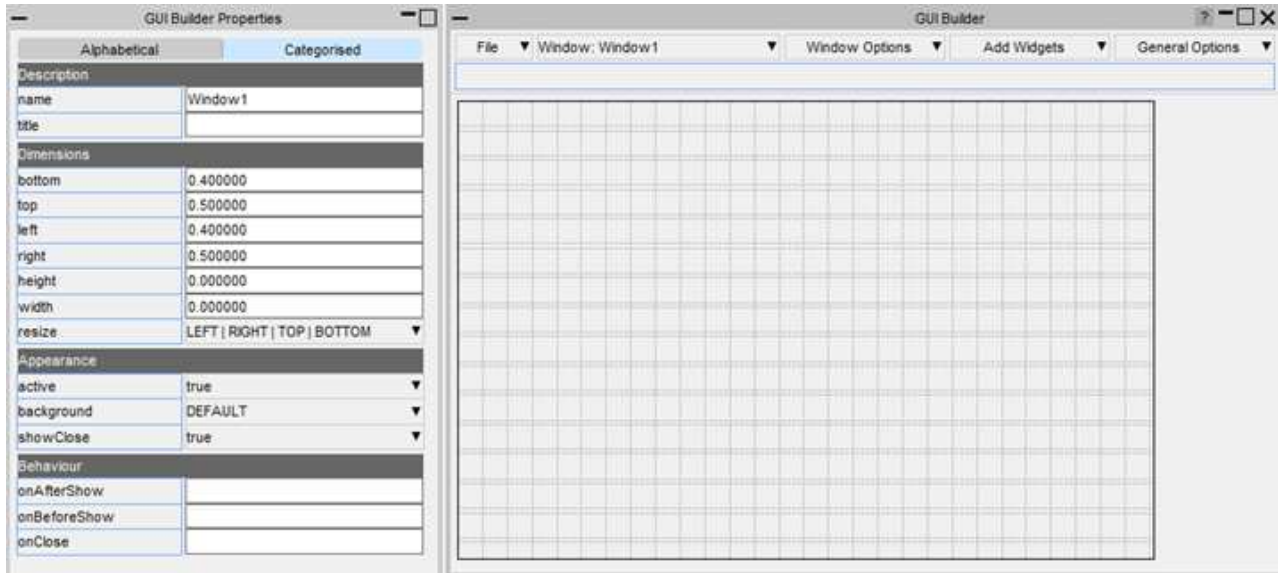 GUI Builder Properties
Alphabetical Categorised
Description
name Window1
title
Dimensions
bottom 0.400000
top 0.500000
left 0.400000
right 0.500000
height 0.000000
width 0.000000
resize LEFT | RIGHT | TOP | BOTTOM
Appearance
active true
background DEFAULT
showClose true
Behaviour
onAfterShow
onBeforeShow
onClose
GUI Builder ?
File Window: Window1 Window Options Add Widgets General Options